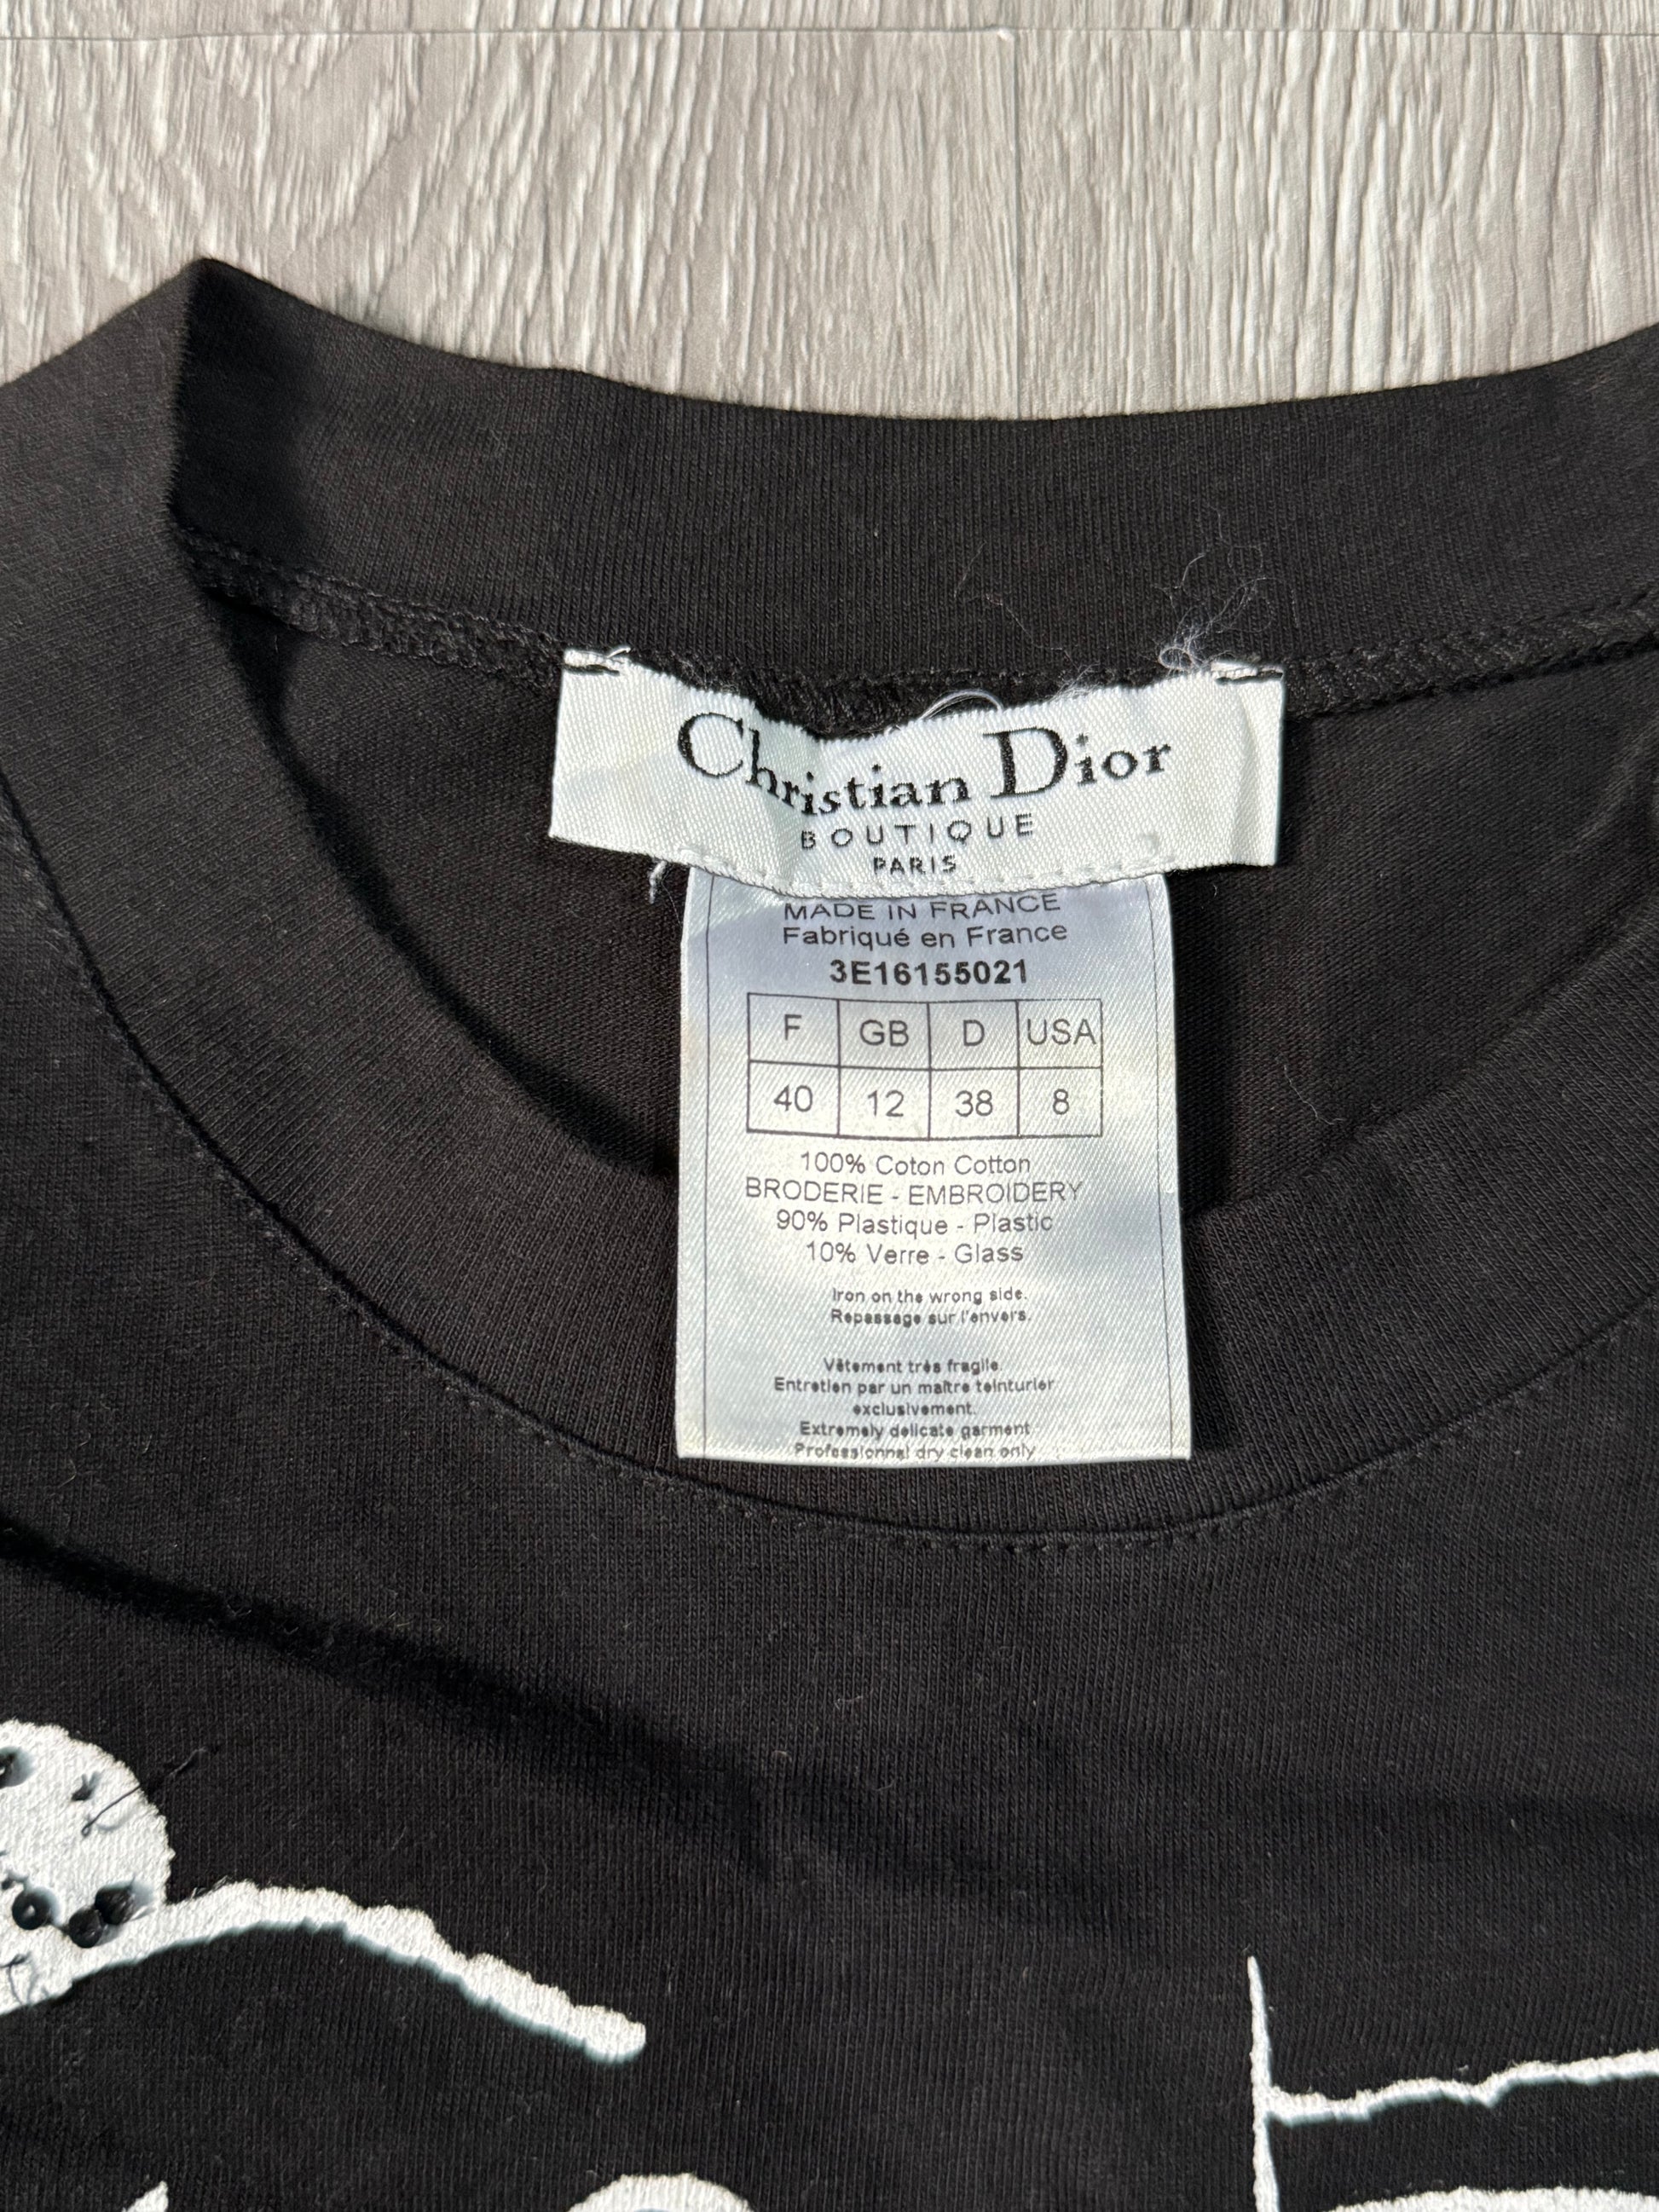 Christian Dior
BOUTIQUE
PARIS
MADE IN FRANCE
Fabriqué en France
3E16155021
F GB D USA
40 12 38 8
100% Coton Cotton
BRODERIE - EMBROIDERY
90% Plastique - Plastic
10% Verre - Glass
Iron on the wrong side.
Repassage sur l'envers.
Vêtement très fragile.
Entretien par un maître teinturier
exclusivement.
Extremely delicate garment
Professionnal dry clean only